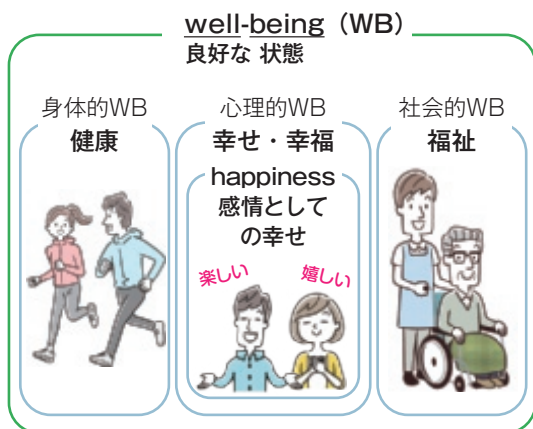 well-being（WB）
良好な 状態
身体的WB
健康
心理的WB
幸せ・幸福
happiness
感情として
の幸せ
楽しい
嬉しい
社会的WB
福祉